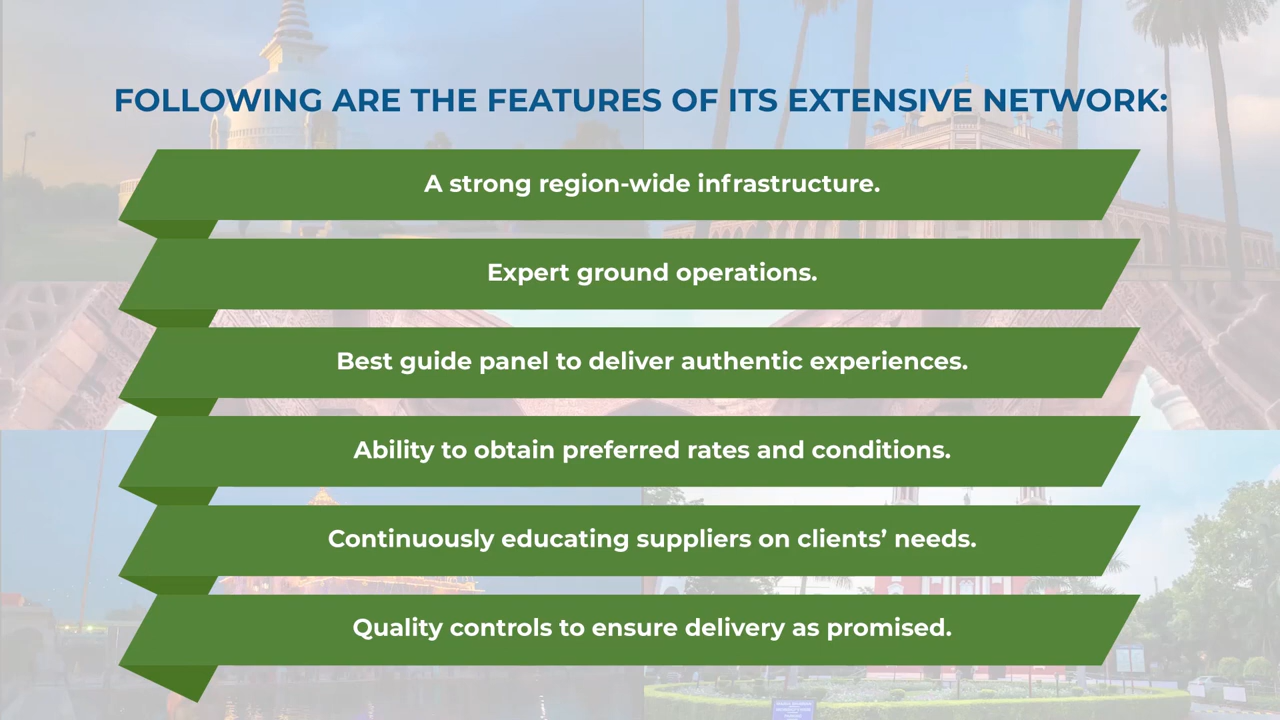 FOLLOWING ARE THE FEATURES OF ITS EXTENSIVE NETWORK:
A strong region-wide infrastructure.
Expert ground operations.
Best guide panel to deliver authentic experiences.
Ability to obtain preferred rates and conditions.
Continuously educating suppliers on clients’ needs.
Quality controls to ensure delivery as promised.